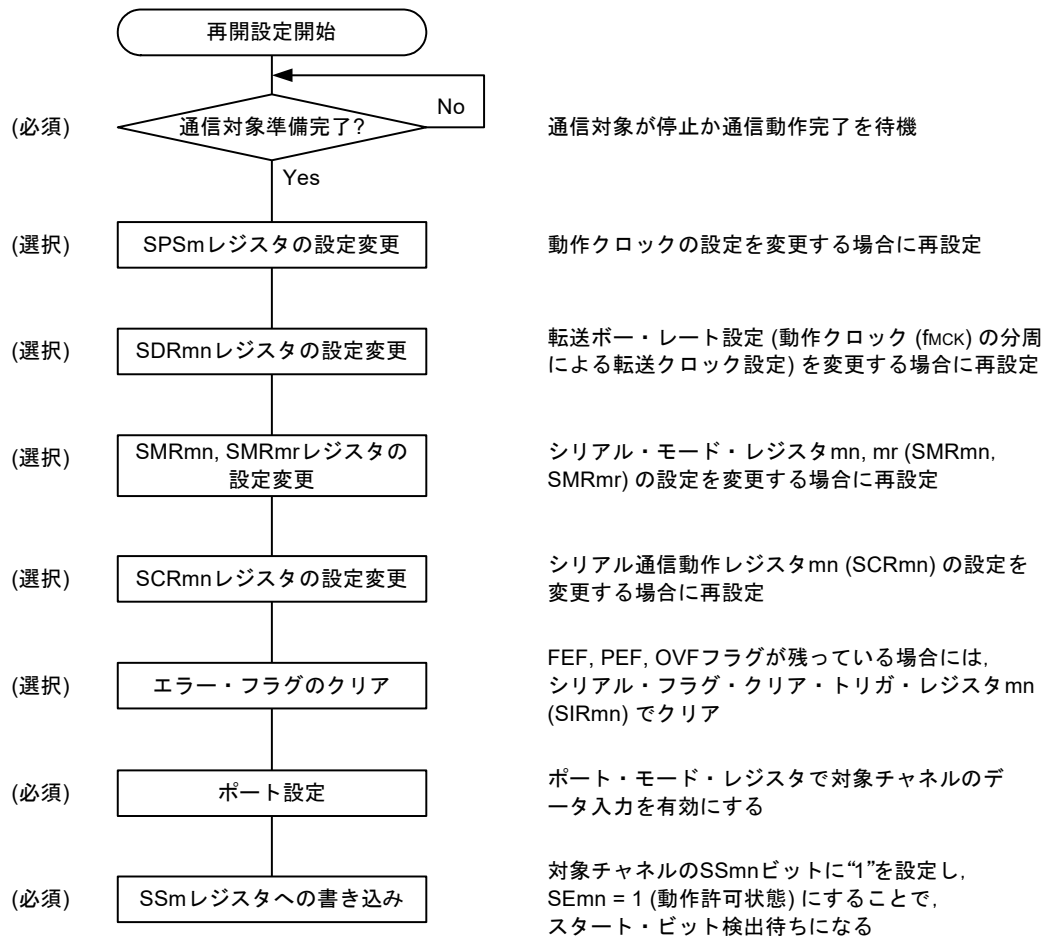 再開設定開始
No
(必須)
通信対象準備完了?
通信対象が停止か通信動作完了を待機
Yes
(選択)
SPSmレジスタの設定変更
動作クロックの設定を変更する場合に再設定
(選択)
SDRmnレジスタの設定変更
転送ボー・レート設定 (動作クロック (fMCK) の分周
による転送クロック設定) を変更する場合に再設定
(選択)
SMRmn, SMRmrレジスタの
設定変更
シリアル・モード・レジスタmn, mr (SMRmn,
SMRmr) の設定を変更する場合に再設定
(選択)
SCRmnレジスタの設定変更
シリアル通信動作レジスタmn (SCRmn) の設定を
変更する場合に再設定
(選択)
エラー・フラグのクリア
FEF, PEF, OVFフラグが残っている場合には,
シリアル・フラグ・クリア・トリガ・レジスタmn
(SIRmn) でクリア
(必須)
ポート設定
ポート・モード・レジスタで対象チャネルのデ
ータ入力を有効にする
(必須)
SSmレジスタへの書き込み
対象チャネルのSSmnビットに“1”を設定し,
SEmn = 1 (動作許可状態) にすることで,
スタート・ビット検出待ちになる